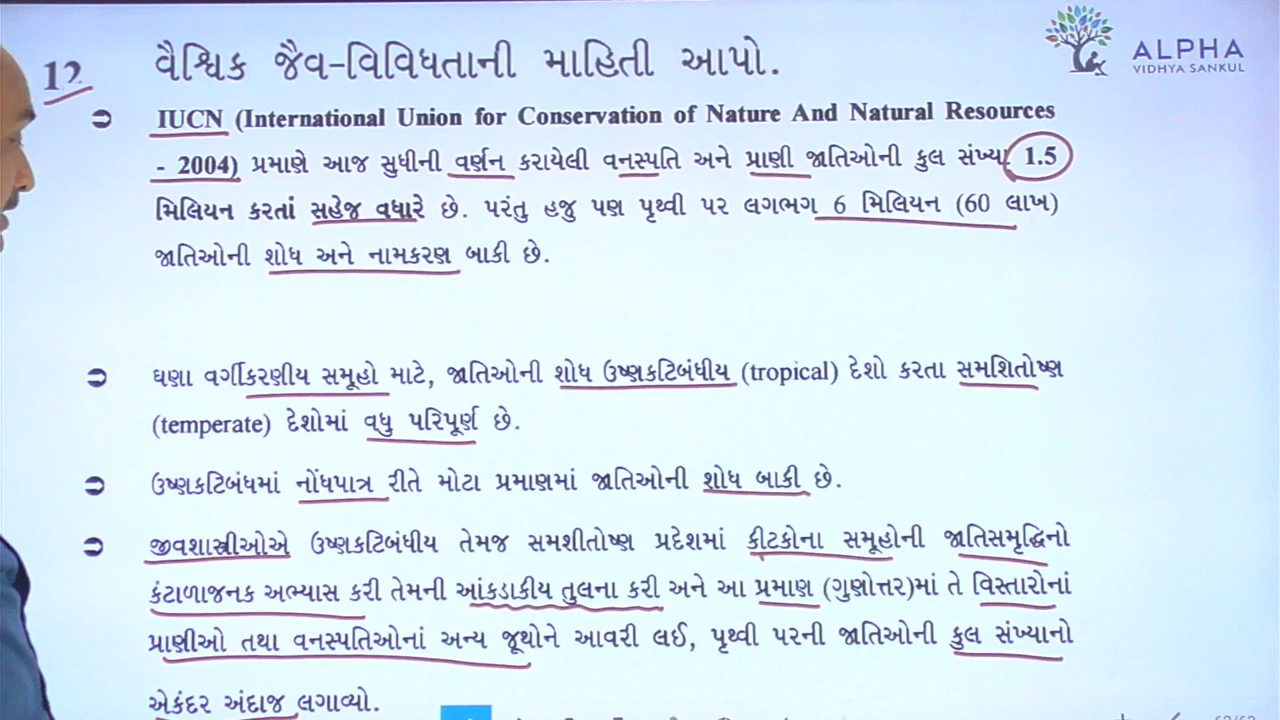 12 વૈશ્વિક જૈવ-વિવિધતાની માહિતી આપો.
ALPHA
VIDHYA SANKUL
➲ IUCN (International Union for Conservation of Nature And Natural Resources
- 2004) પ્રમાણે આજ સુધીની વર્ણન કરાયેલી વનસ્પતિ અને પ્રાણી જાતિઓની કુલ સંખ્યા 1.5
મિલિયન કરતાં સહેજ વધારે છે. પરંતુ હજુ પણ પૃથ્વી પર લગભગ 6 મિલિયન (60 લાખ)
જાતિઓની શોધ અને નામકરણ બાકી છે.
➲ ઘણા વર્ગીકરણીય સમૂહો માટે, જાતિઓની શોધ ઉષ્ણકટિબંધીય (tropical) દેશો કરતા સમશિતોષ્ણ
(temperate) દેશોમાં વધુ પરિપૂર્ણ છે.
➲ ઉષ્ણકટિબંધમાં નોંધપાત્ર રીતે મોટા પ્રમાણમાં જાતિઓની શોધ બાકી છે.
➲ જીવશાસ્ત્રીઓએ ઉષ્ણકટિબંધીય તેમજ સમશીતોષ્ણ પ્રદેશમાં કીટકોના સમૂહોની જાતિસમૃદ્ધિનો
કંટાળાજનક અભ્યાસ કરી તેમની આંકડાકીય તુલના કરી અને આ પ્રમાણ (ગુણોત્તર)માં તે વિસ્તારોનાં
પ્રાણીઓ તથા વનસ્પતિઓનાં અન્ય જૂથોને આવરી લઈ, પૃથ્વી પરની જાતિઓની કુલ સંખ્યાનો
એકંદર અંદાજ લગાવ્યો.